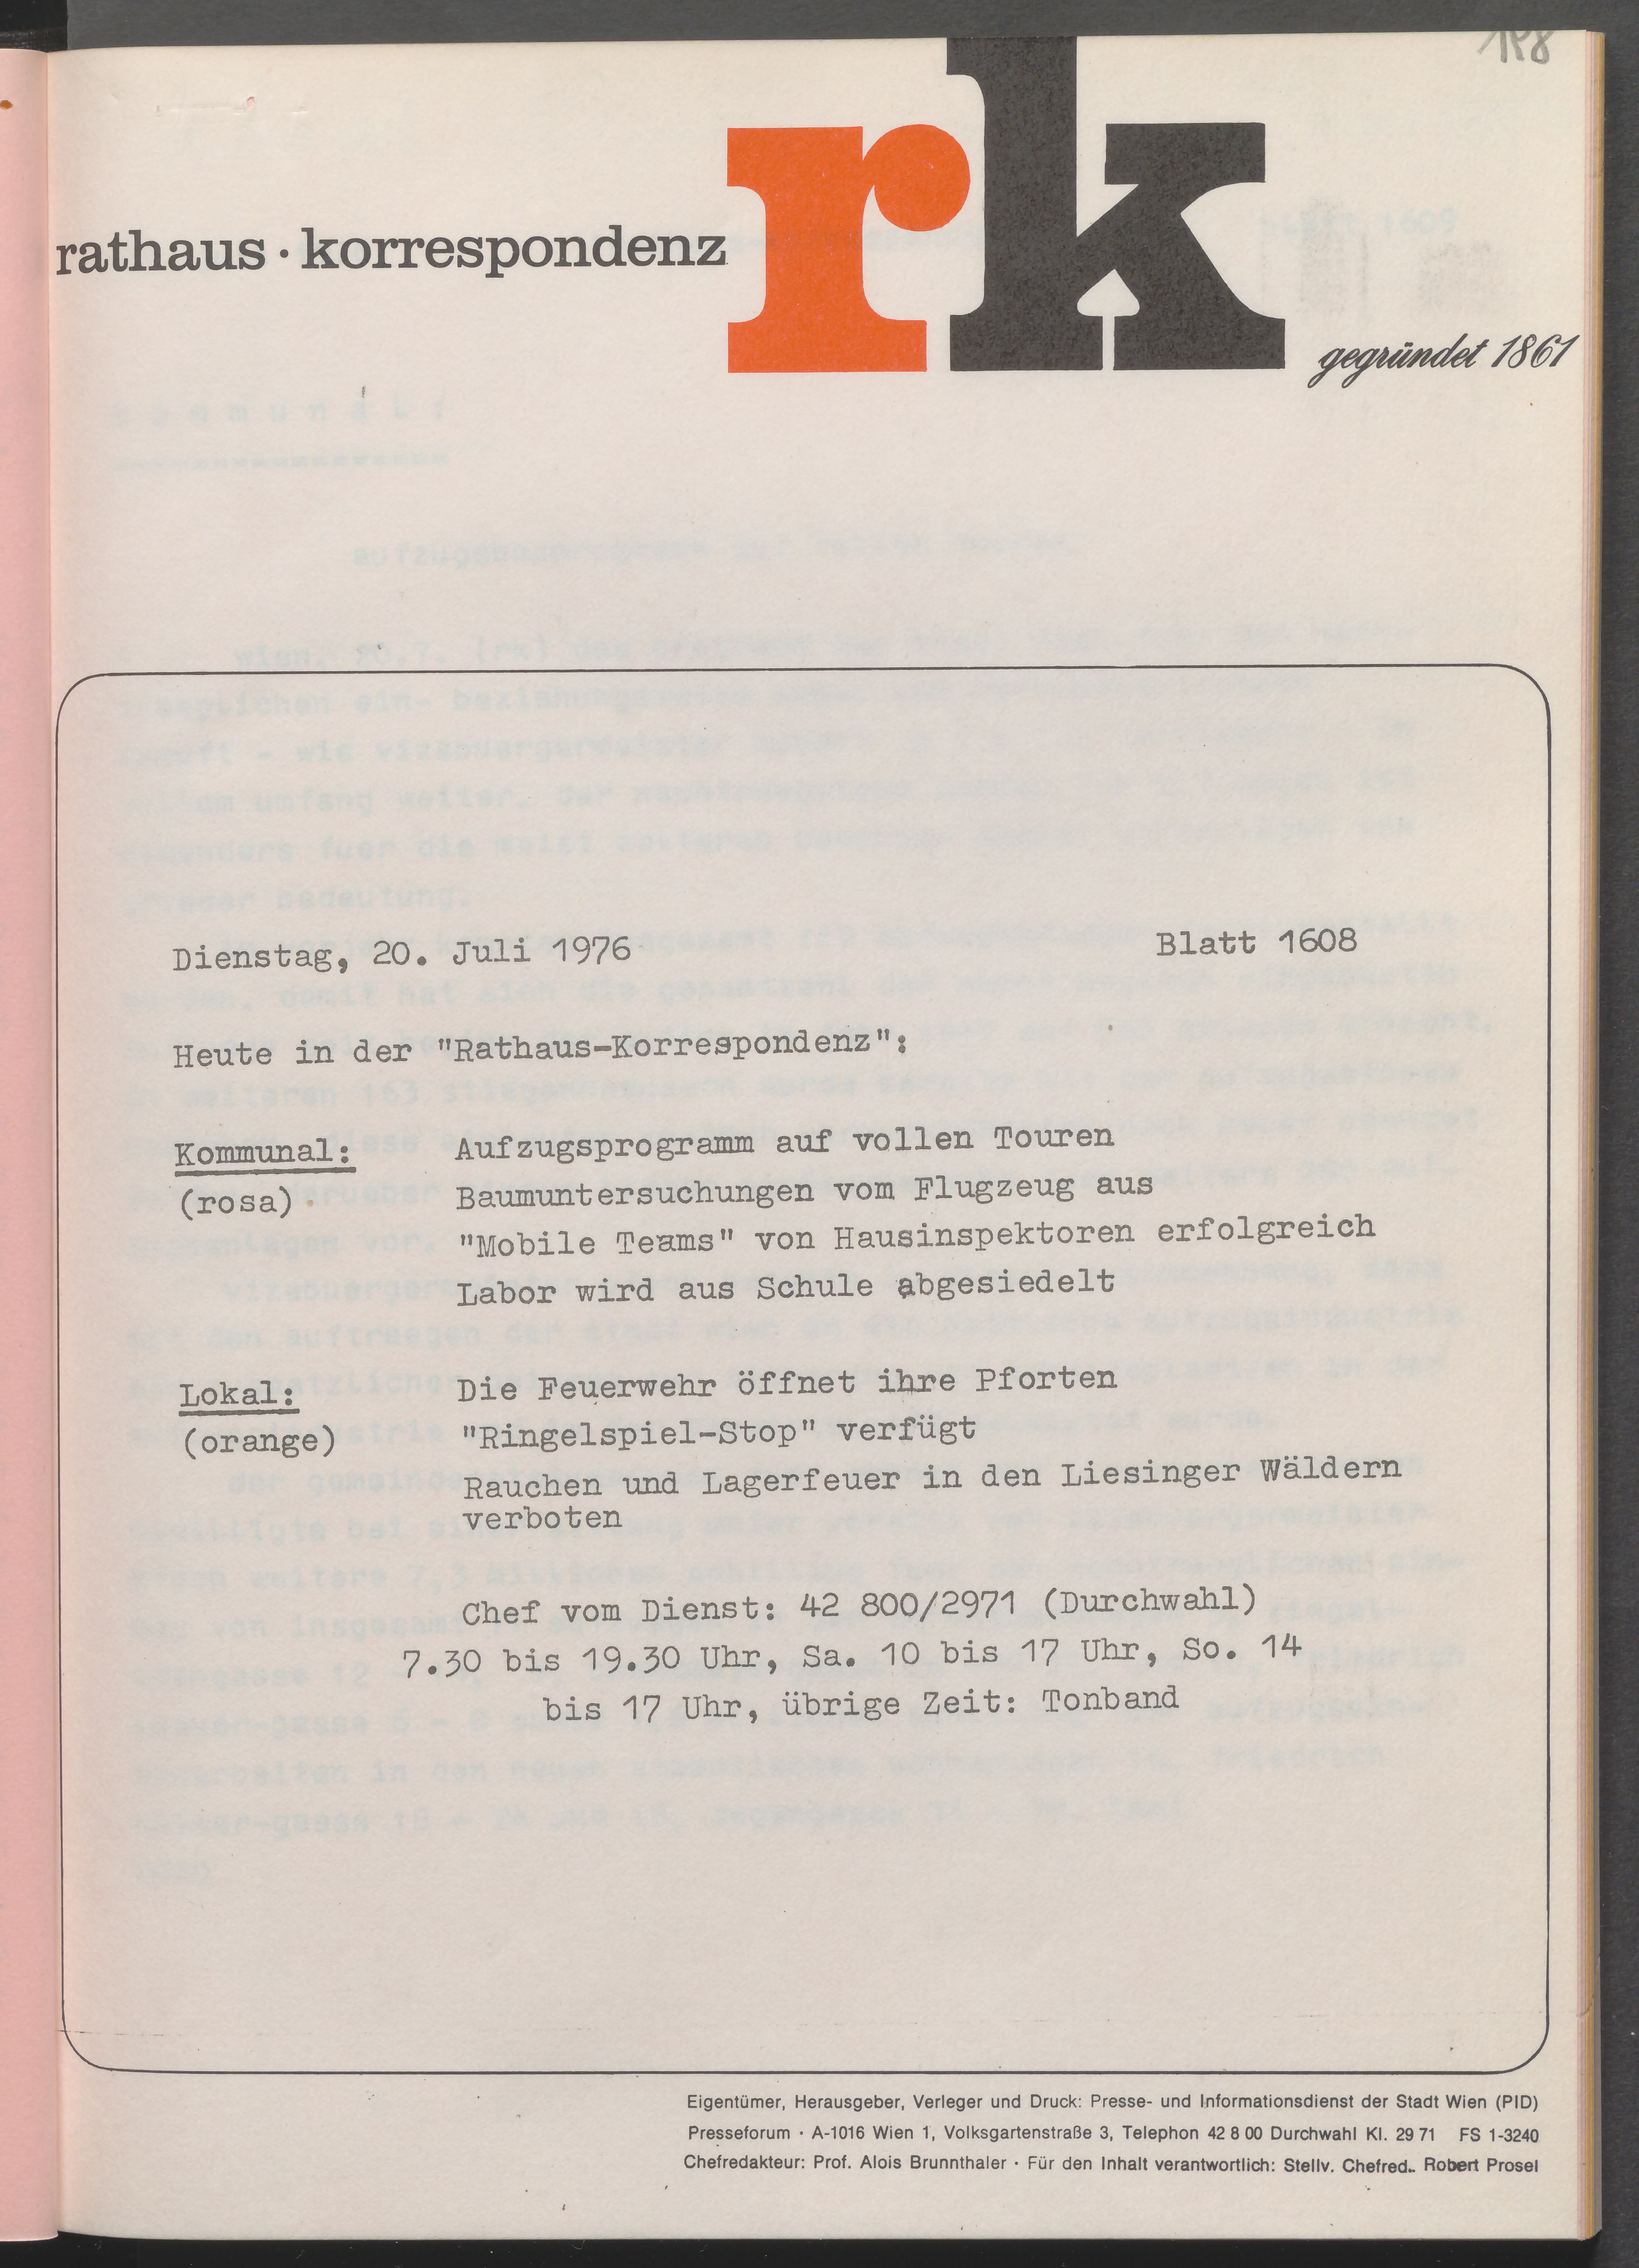 148
rk
rathaus · korrespondenz
gegründet 1861
Dienstag, 20. Juli 1976
Blatt 1608
Heute in der "Rathaus-Korrespondenz":
Kommunal: Aufzugsprogramm auf vollen Touren
(rosa) Baumuntersuchungen vom Flugzeug aus
"Mobile Teams" von Hausinspektoren erfolgreich
Labor wird aus Schule abgesiedelt
Lokal: Die Feuerwehr öffnet ihre Pforten
(orange) "Ringelspiel-Stop" verfügt
Rauchen und Lagerfeuer in den Liesinger Wäldern
verboten
Chef vom Dienst: 42 800/2971 (Durchwahl)
7.30 bis 19.30 Uhr, Sa. 10 bis 17 Uhr, So. 14
bis 17 Uhr, übrige Zeit: Tonband
Eigentümer, Herausgeber, Verleger und Druck: Presse- und Informationsdienst der Stadt Wien (PID)
Presseforum · A-1016 Wien 1, Volksgartenstraße 3, Telephon 42 8 00 Durchwahl Kl. 29 71 FS 1-3240
Chefredakteur: Prof. Alois Brunnthaler · Für den Inhalt verantwortlich: Stellv. Chefred. Robert Prosel